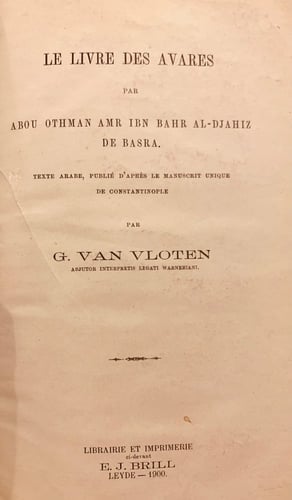 LE LIVRE DES AVARES
PAR
ABOU OTHMAN AMR IBN BAHR AL-DJAHIZ
DE BASRA.
TEXTE ARABE, PUBLIÉ D'APRÈS LE MANUSCRIT UNIQUE
DE CONSTANTINOPLE
PAR
G. VAN VLOTEN
ADJUTOR INTERPRETIS LEGATI WARNERIANI.
LIBRAIRIE ET IMPRIMERIE
ci-devant
E. J. BRILL
LEYDE — 1900.